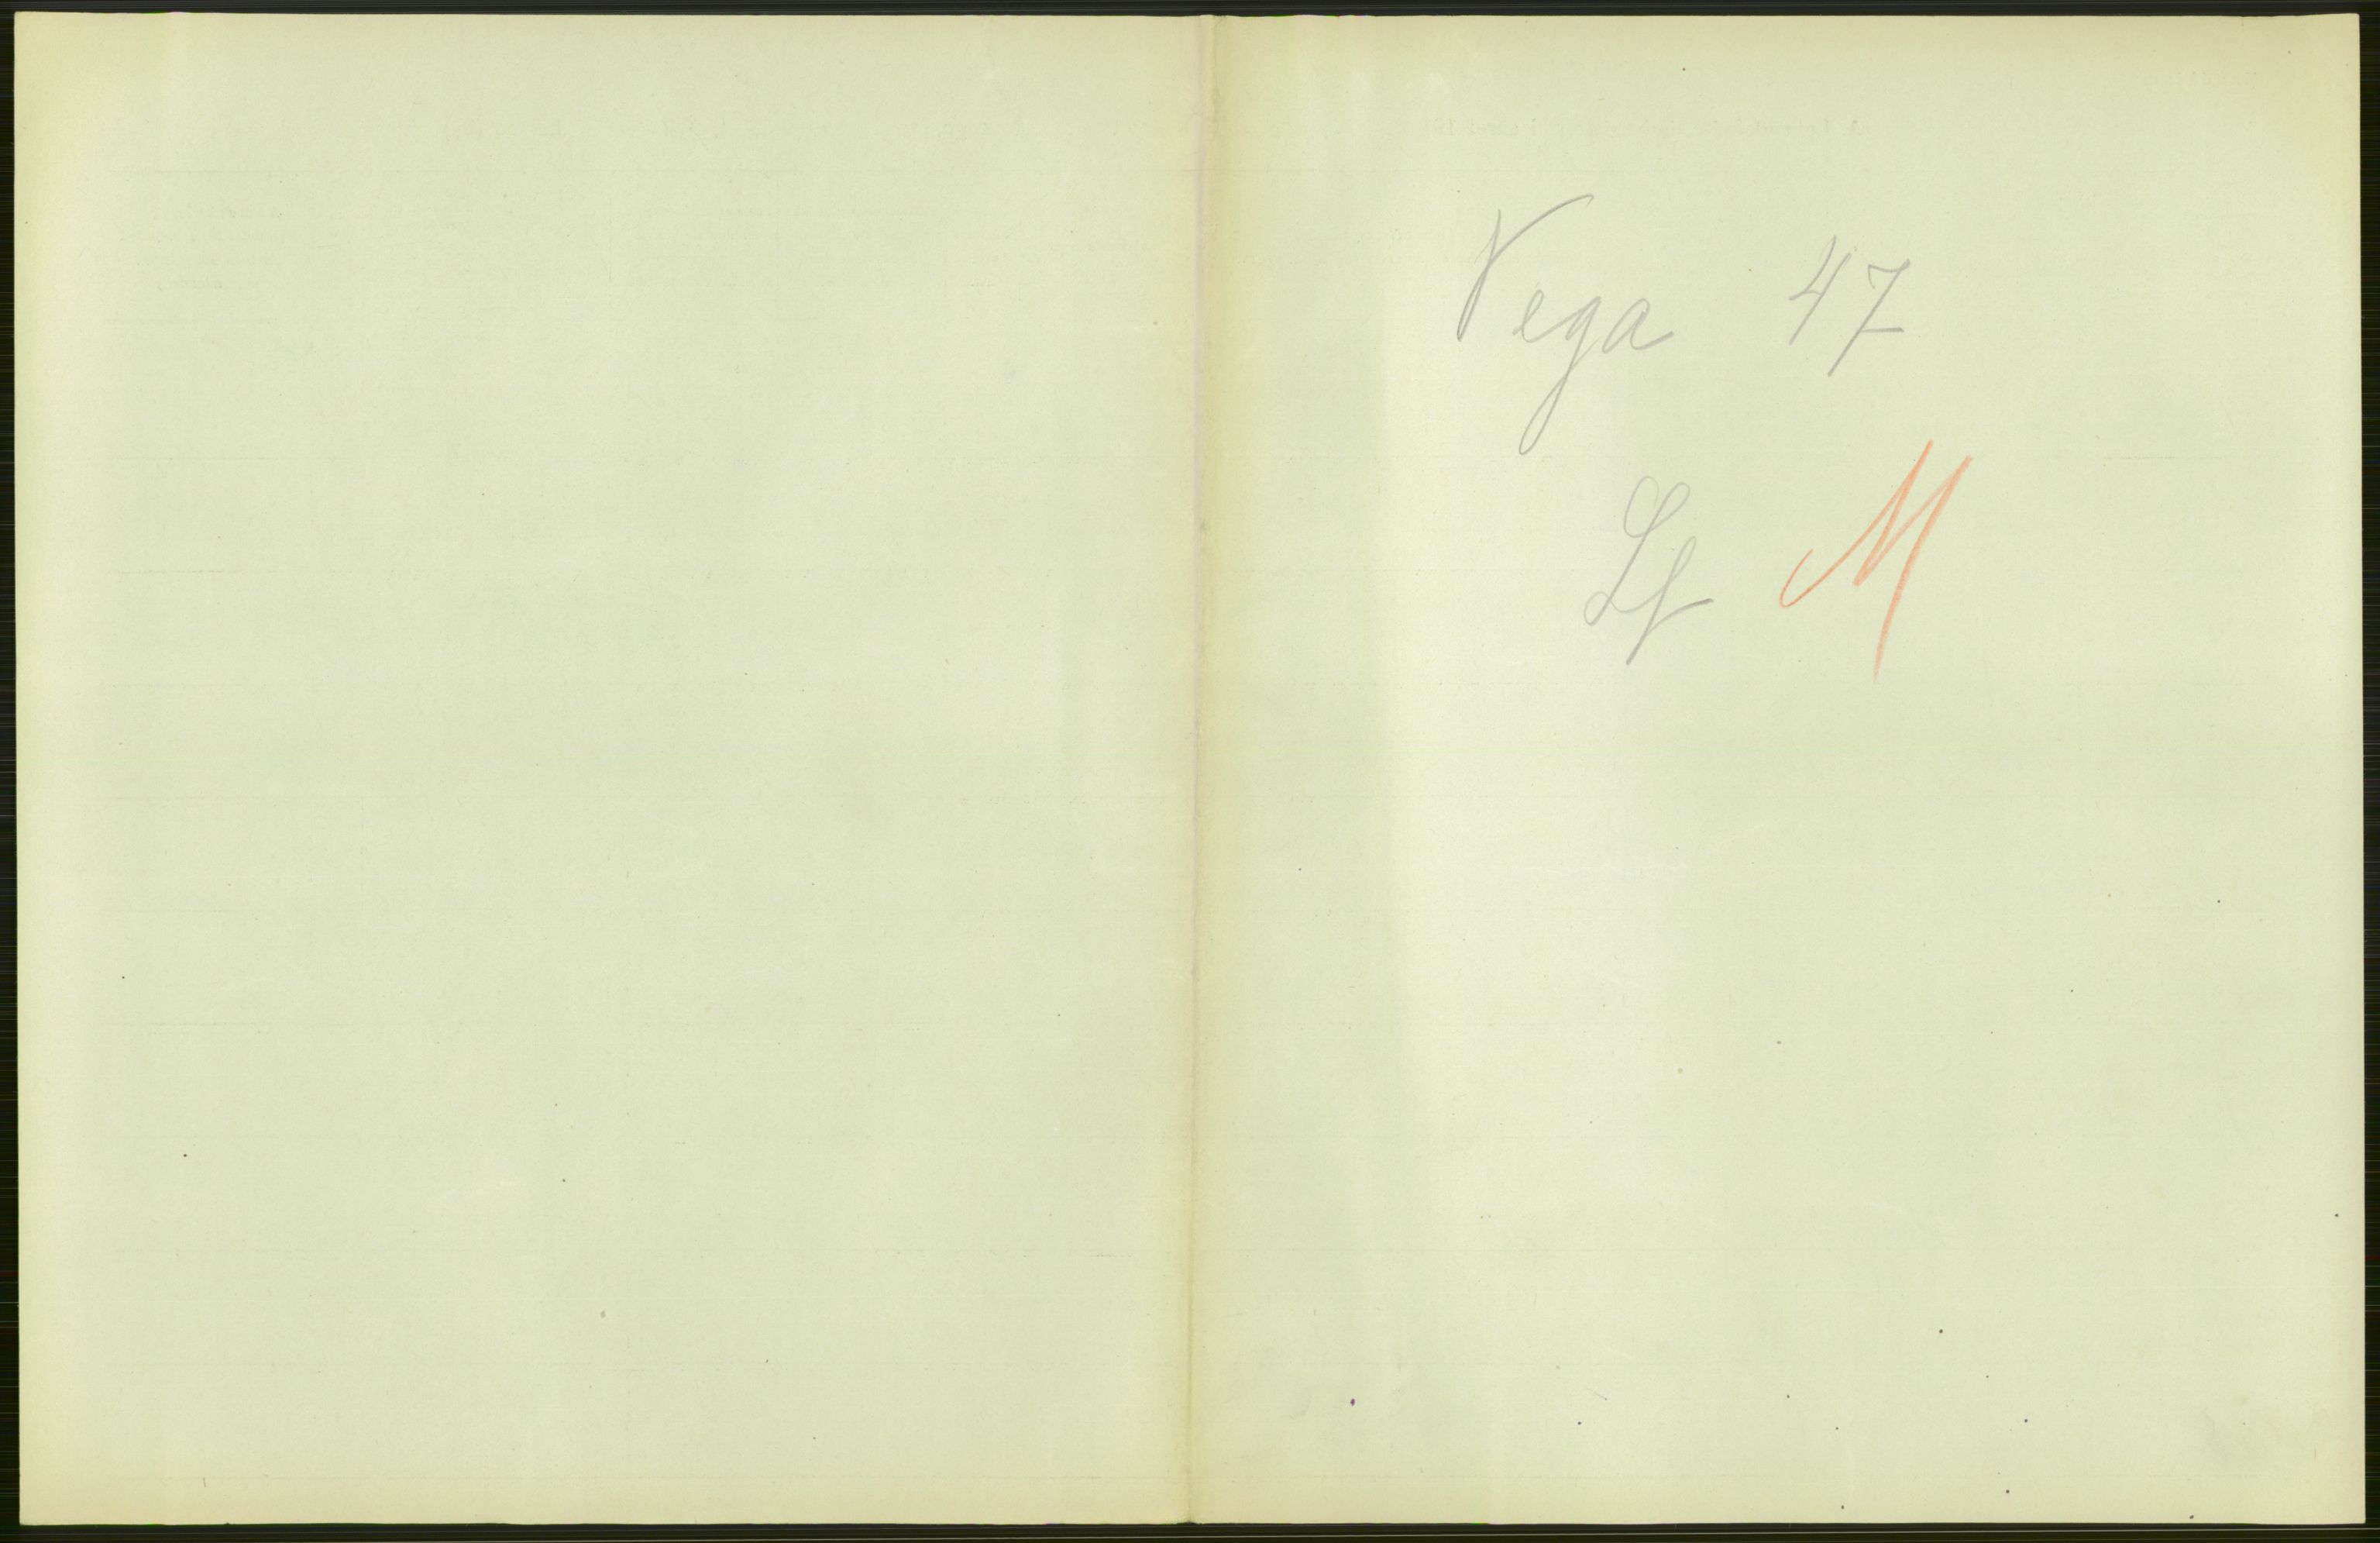 Vega 47
Lf M